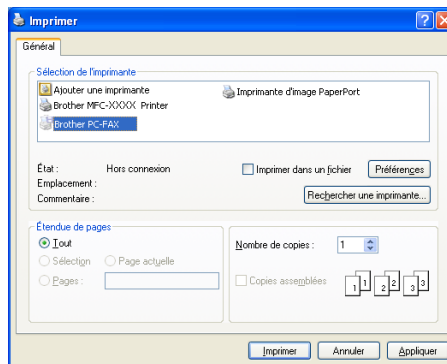 Imprimer
Général
Sélection de l'imprimante
Ajouter une imprimante
Imprimante d'image PaperPort
Brother MFC-XXXX Printer
Brother PC-FAX
État : Hors connexion
Imprimer dans un fichier
Préférences
Emplacement :
Commentaire :
Rechercher une imprimante...
Étendue de pages
Tout
Nombre de copies : 1
Sélection Page actuelle
Pages :
Copies assemblées
1 1 2 2 3 3
Imprimer Annuler Appliquer